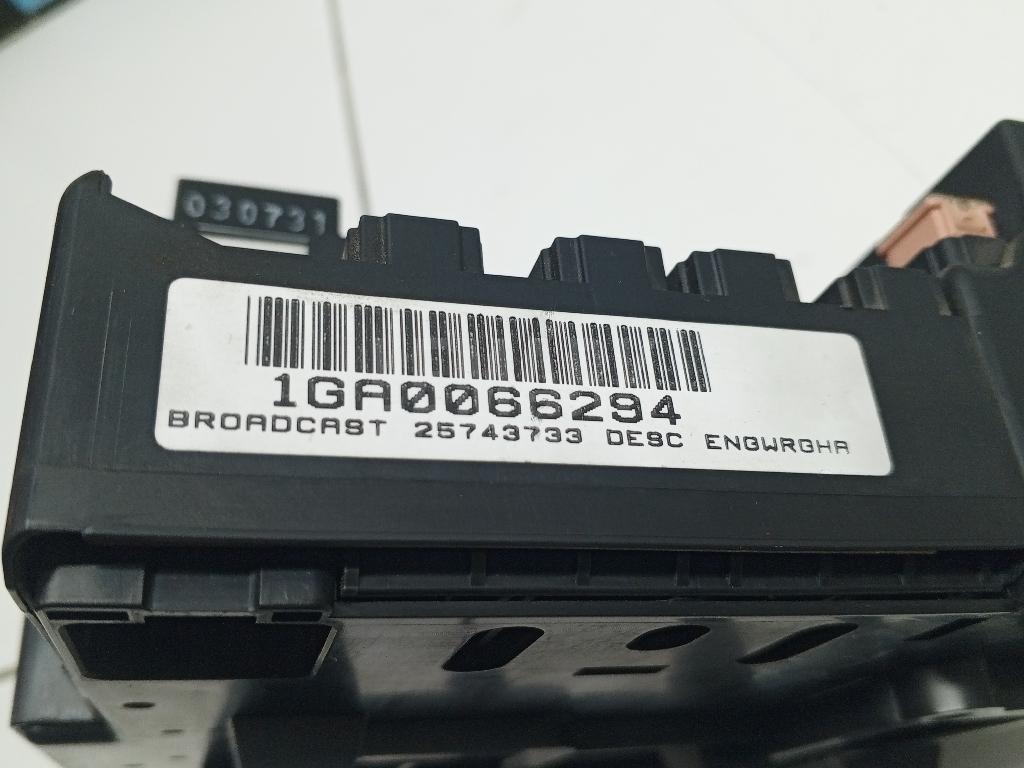 030731
1GA0066294
BROADCAST 25743733 DESC ENGWRGHA